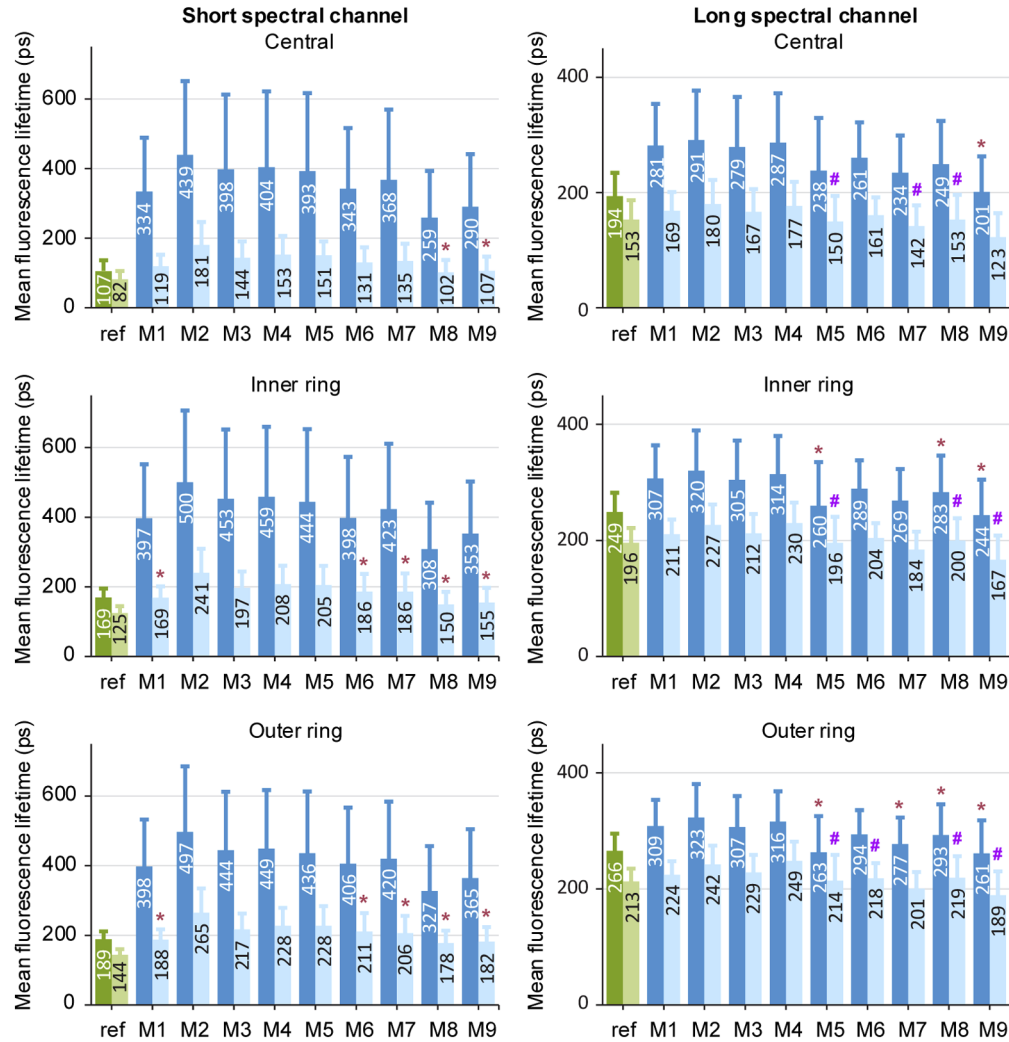 Short spectral channel
Central
Mean fluorescence lifetime (ps)
600
400
200
0
107 82 334 119 439 181 398 144 404 153 393 151 343 131 368 135 259 102 * 290 107 *
ref M1 M2 M3 M4 M5 M6 M7 M8 M9
Long spectral channel
Central
Mean fluorescence lifetime (ps)
400
200
0
194 153 281 169 291 180 279 167 287 177 238 150 # 261 161 234 142 # 249 153 # 201 * 123
ref M1 M2 M3 M4 M5 M6 M7 M8 M9
Inner ring
Mean fluorescence lifetime (ps)
600
400
200
0
169 125 397 169 * 500 241 453 197 459 208 444 205 398 186 * 423 186 * 308 150 * 353 155 *
ref M1 M2 M3 M4 M5 M6 M7 M8 M9
Inner ring
Mean fluorescence lifetime (ps)
400
200
0
249 196 307 211 320 227 305 212 314 230 260 * 196 # 289 204 269 184 283 * 200 # 244 * 167 #
ref M1 M2 M3 M4 M5 M6 M7 M8 M9
Outer ring
Mean fluorescence lifetime (ps)
600
400
200
0
189 144 398 188 * 497 265 444 217 449 228 436 228 406 211 * 420 206 * 327 178 * 365 182 *
ref M1 M2 M3 M4 M5 M6 M7 M8 M9
Outer ring
Mean fluorescence lifetime (ps)
400
200
0
266 213 309 224 323 242 307 229 316 249 263 * 214 # 294 218 # 277 * 201 293 * 219 # 261 * 189 #
ref M1 M2 M3 M4 M5 M6 M7 M8 M9